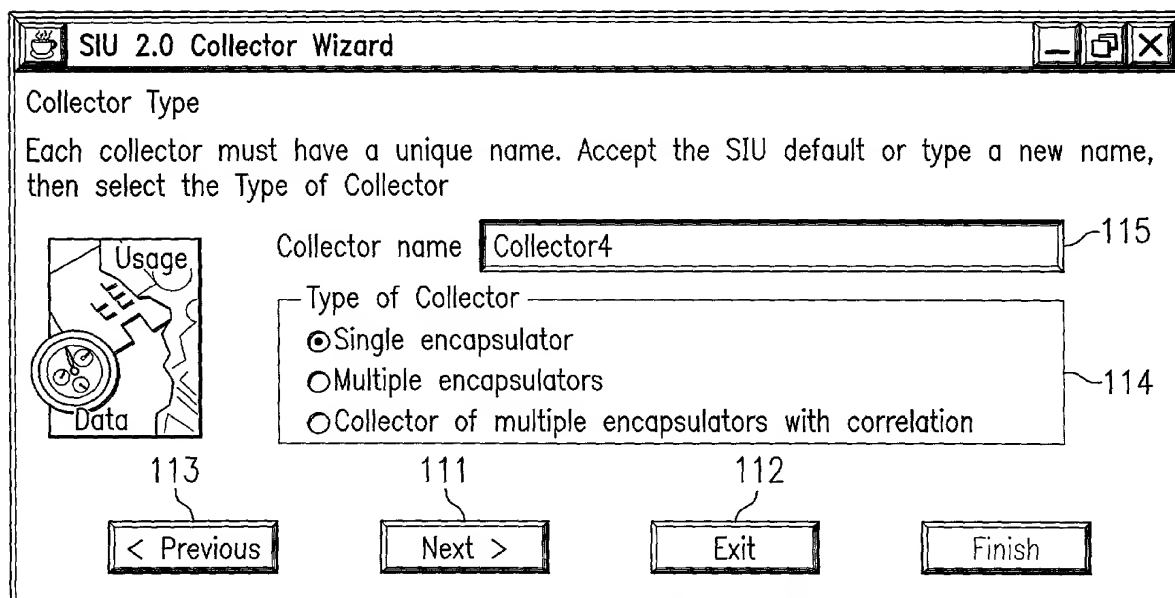 SIU 2.0 Collector Wizard
Collector Type
Each collector must have a unique name. Accept the SIU default or type a new name,
then select the Type of Collector
Usage
Data
Collector name Collector4
115
Type of Collector
Single encapsulator
Multiple encapsulators
Collector of multiple encapsulators with correlation
114
113 111 112
< Previous Next > Exit Finish